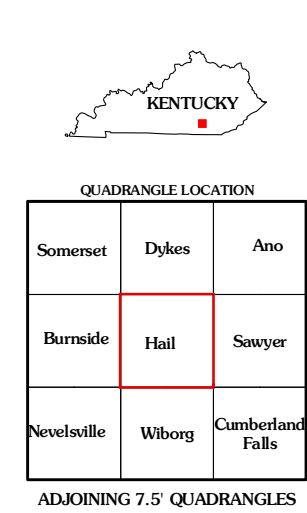 KENTUCKY
QUADRANGLE LOCATION
Somerset Dykes Ano
Burnside Hail Sawyer
Nevelsville Wiborg Cumberland
Falls
ADJOINING 7.5' QUADRANGLES